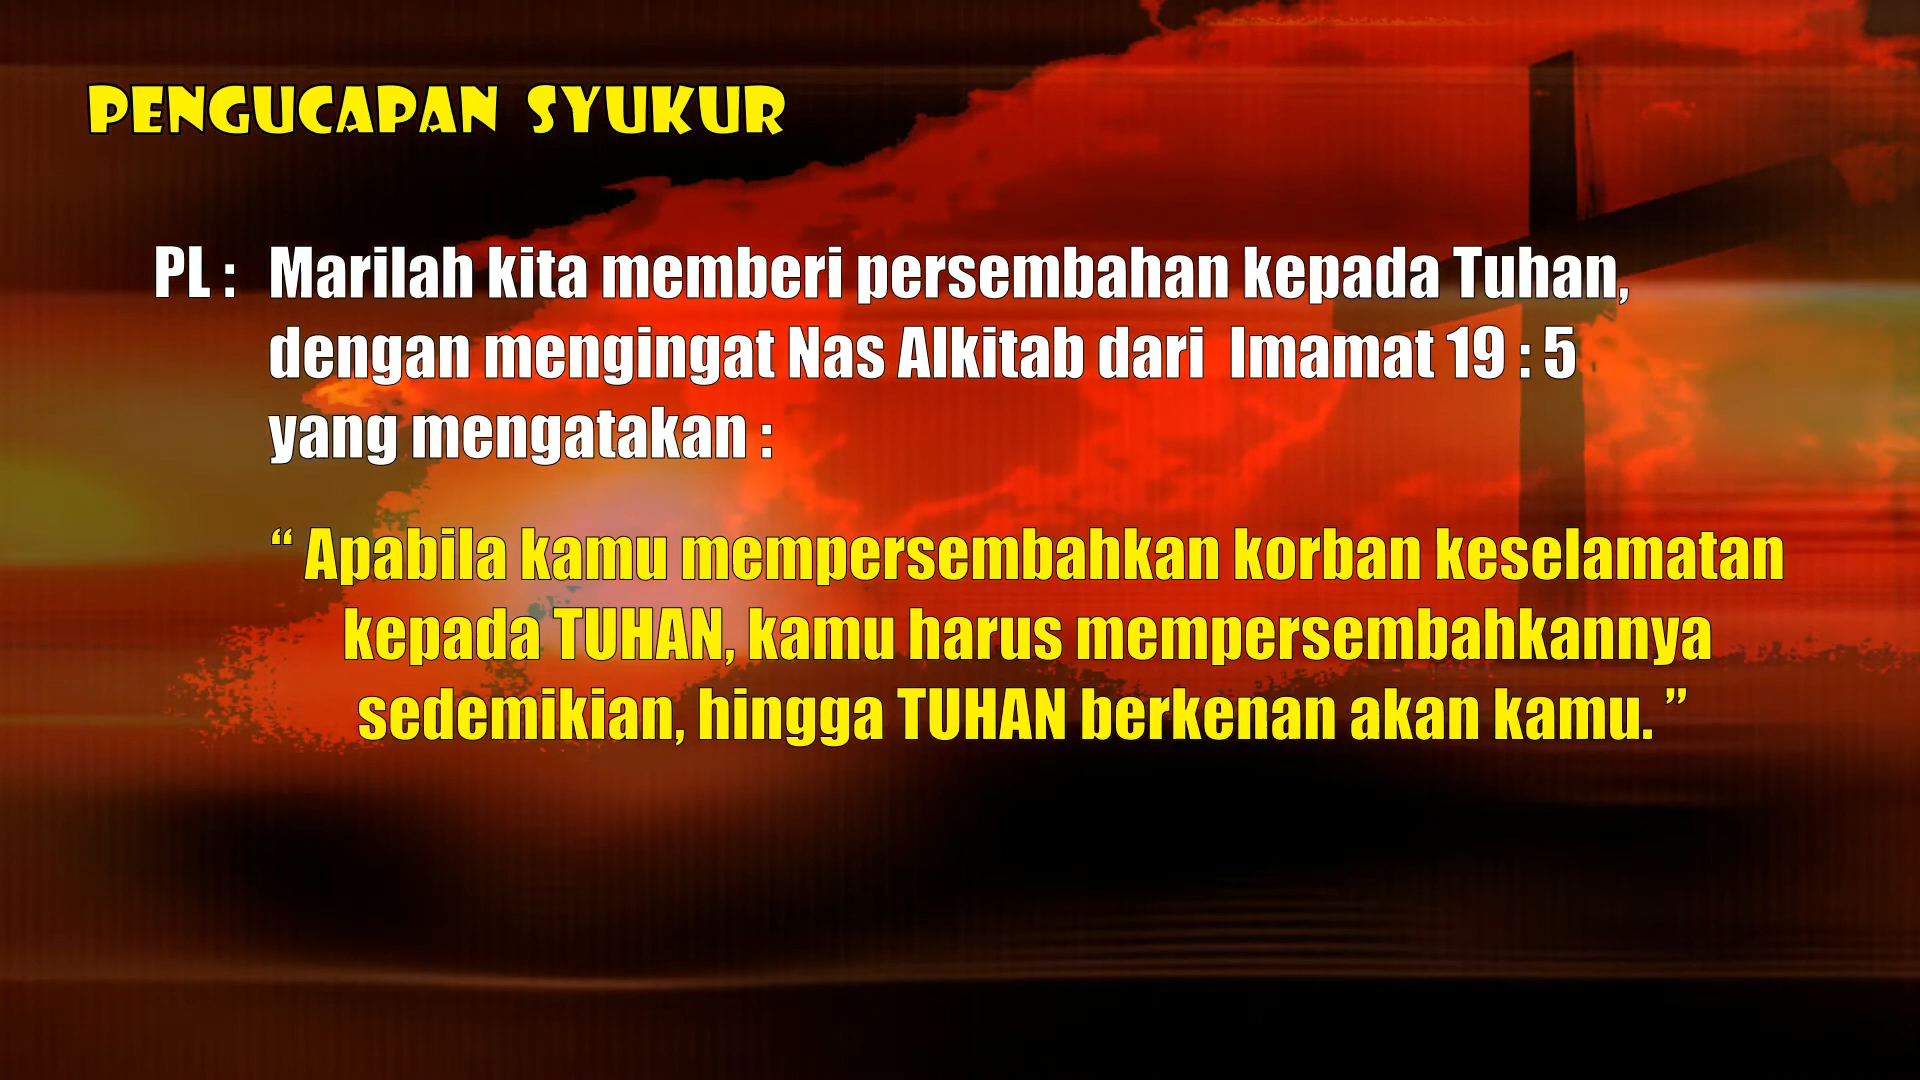 PENGUCAPAN SYUKUR
PL : Marilah kita memberi persembahan kepada Tuhan,
dengan mengingat Nas Alkitab dari Imamat 19 : 5
yang mengatakan :
“ Apabila kamu mempersembahkan korban keselamatan
kepada TUHAN, kamu harus mempersembahkannya
sedemikian, hingga TUHAN berkenan akan kamu. ”